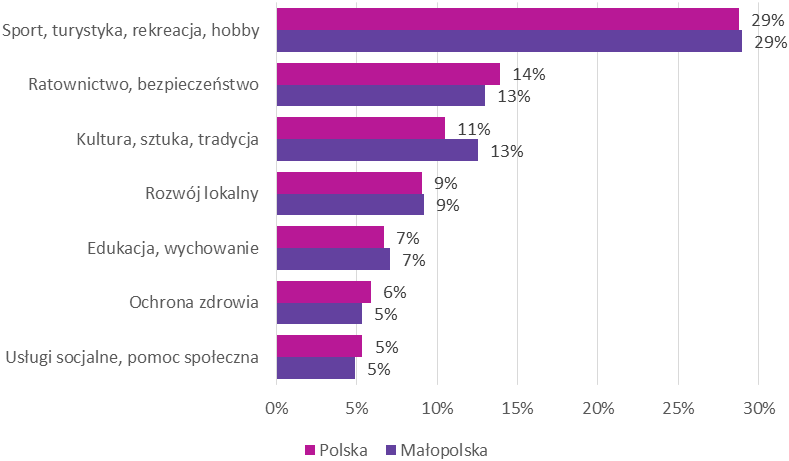 Sport, turystyka, rekreacja, hobby
29%
29%
Ratownictwo, bezpieczeństwo
14%
13%
Kultura, sztuka, tradycja
11%
13%
Rozwój lokalny
9%
9%
Edukacja, wychowanie
7%
7%
Ochrona zdrowia
6%
5%
Usługi socjalne, pomoc społeczna
5%
5%
0% 5% 10% 15% 20% 25% 30%
Polska Małopolska